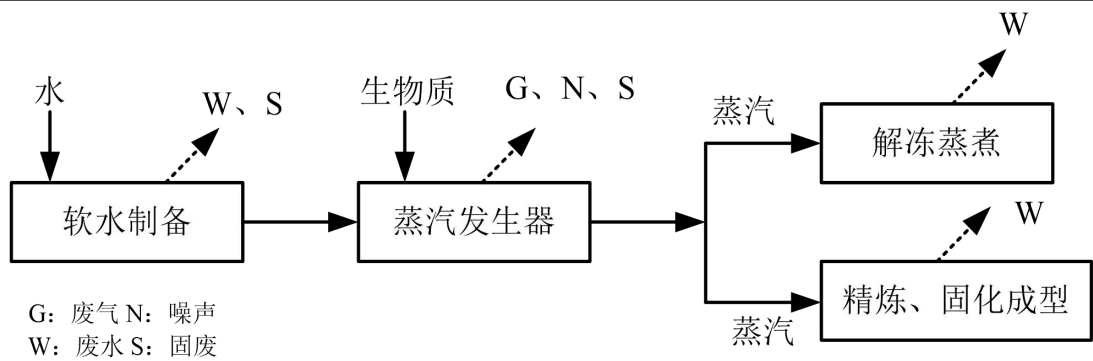 W
水
生物质
W、S
G、N、S
蒸汽
解冻蒸煮
软水制备
蒸汽发生器
W
精炼、固化成型
蒸汽
G：废气 N：噪声
W：废水 S：固废